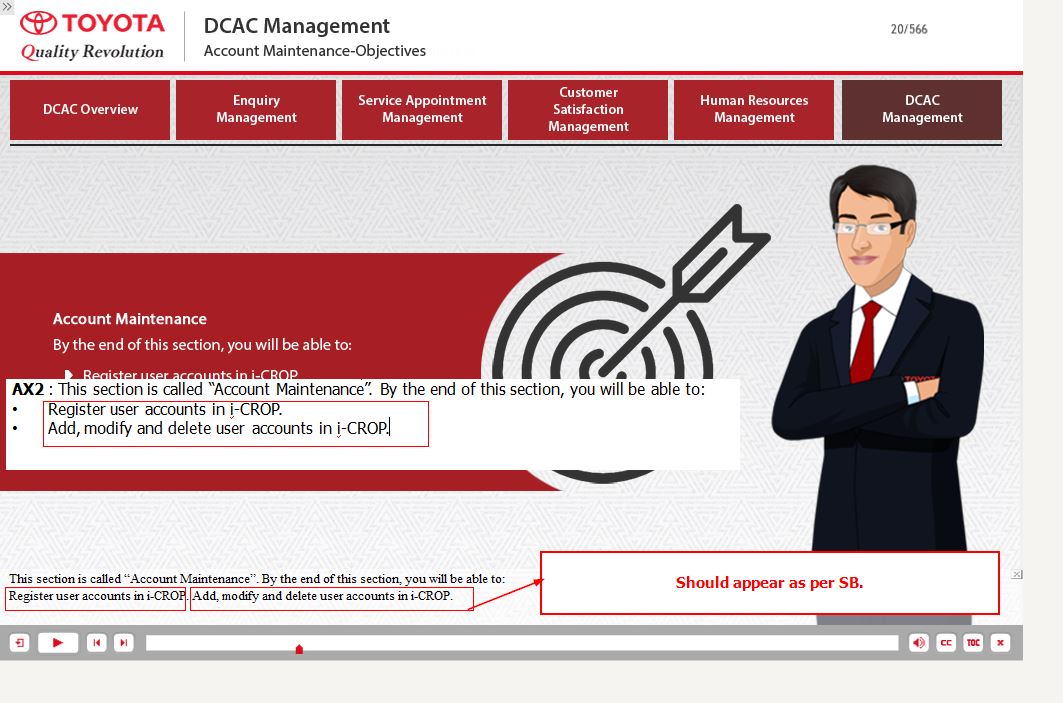 TOYOTA
Quality Revolution
DCAC Management
Account Maintenance-Objectives
20/566
DCAC Overview
Enquiry
Management
Service Appointment
Management
Customer
Satisfaction
Management
Human Resources
Management
DCAC
Management
Account Maintenance
By the end of this section, you will be able to:
Register user accounts in i-CROP
AX2 : This section is called “Account Maintenance”. By the end of this section, you will be able to:
• Register user accounts in i-CROP.
• Add, modify and delete user accounts in i-CROP.
TOYOTA
This section is called “Account Maintenance”. By the end of this section, you will be able to:
Register user accounts in i-CROP. Add, modify and delete user accounts in i-CROP.
Should appear as per SB.
CC
TOC